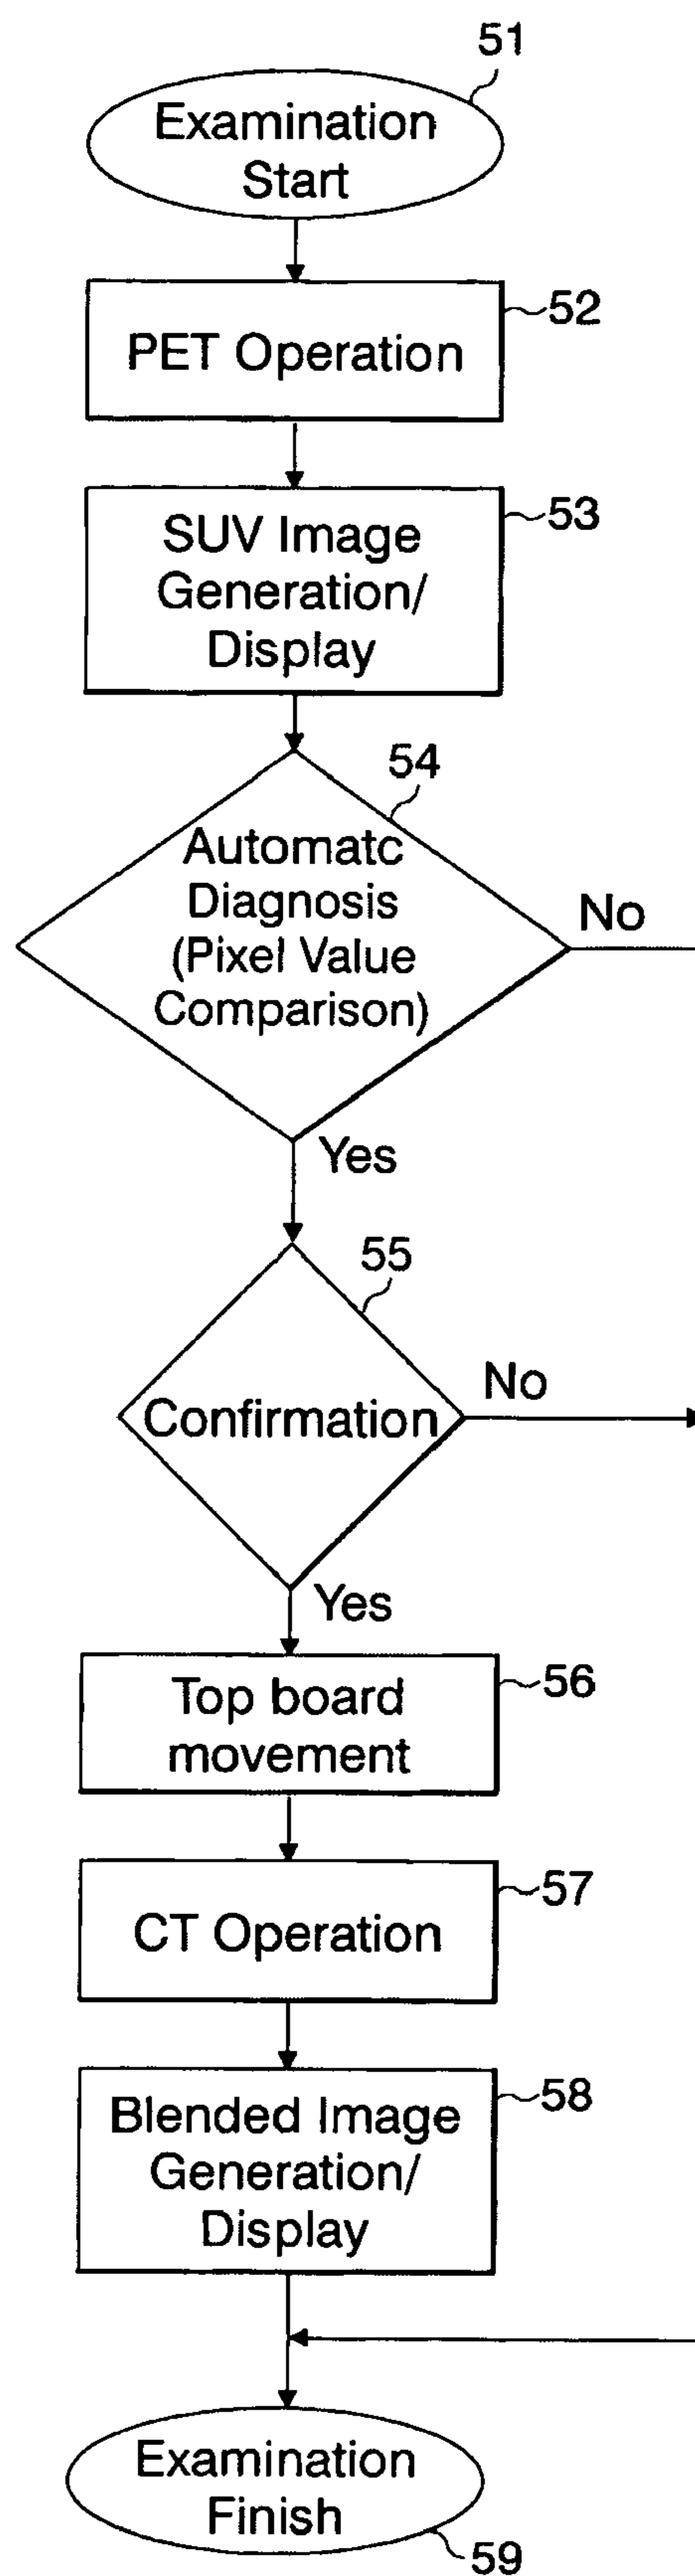 51
Examination
Start
52
PET Operation
53
SUV Image
Generation/
Display
54
Automatc
Diagnosis
(Pixel Value
Comparison)
No
Yes
55
Confirmation
No
Yes
56
Top board
movement
57
CT Operation
58
Blended Image
Generation/
Display
Examination
Finish
59